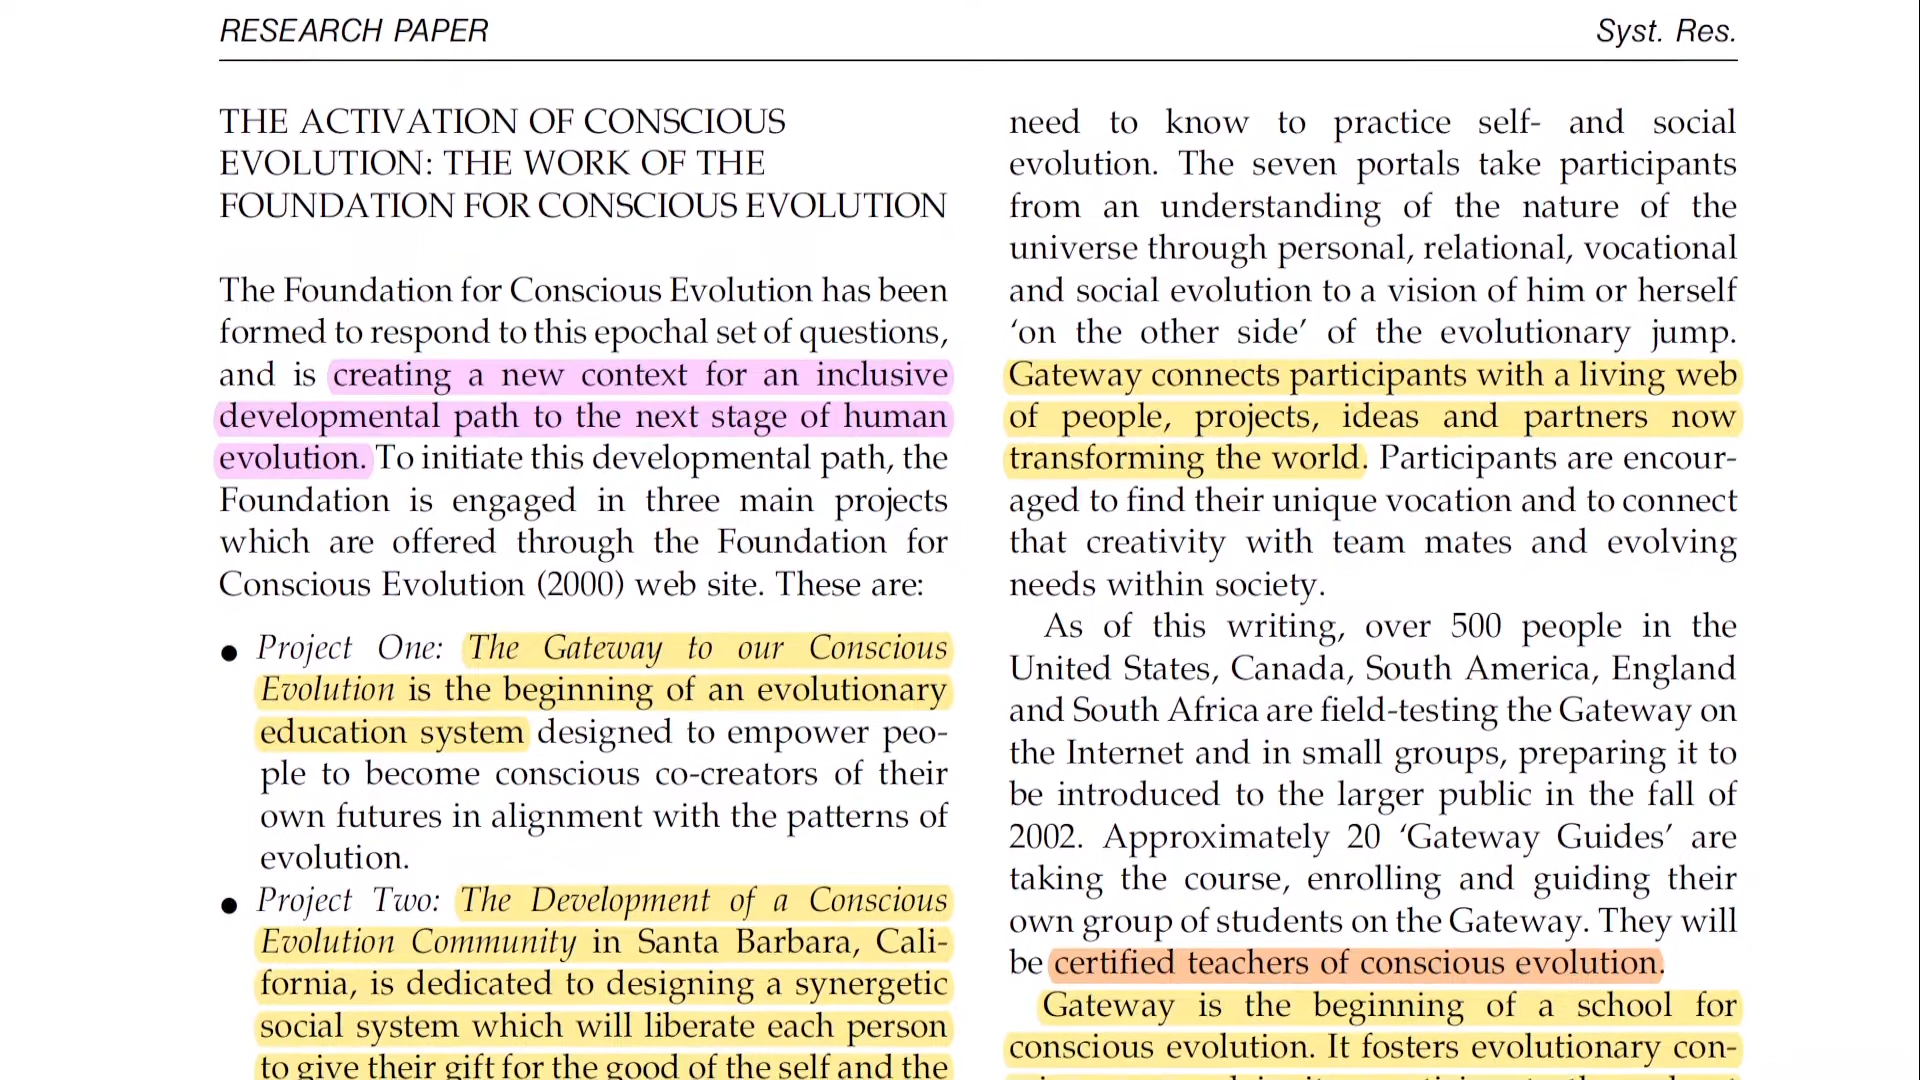 RESEARCH PAPER
Syst. Res.
THE ACTIVATION OF CONSCIOUS
EVOLUTION: THE WORK OF THE
FOUNDATION FOR CONSCIOUS EVOLUTION
The Foundation for Conscious Evolution has been
formed to respond to this epochal set of questions,
and is creating a new context for an inclusive
developmental path to the next stage of human
evolution. To initiate this developmental path, the
Foundation is engaged in three main projects
which are offered through the Foundation for
Conscious Evolution (2000) web site. These are:
● Project One: The Gateway to our Conscious
Evolution is the beginning of an evolutionary
education system designed to empower peo-
ple to become conscious co-creators of their
own futures in alignment with the patterns of
evolution.
● Project Two: The Development of a Conscious
Evolution Community in Santa Barbara, Cali-
fornia, is dedicated to designing a synergetic
social system which will liberate each person
to give their gift for the good of the self and the
need to know to practice self- and social
evolution. The seven portals take participants
from an understanding of the nature of the
universe through personal, relational, vocational
and social evolution to a vision of him or herself
‘on the other side’ of the evolutionary jump.
Gateway connects participants with a living web
of people, projects, ideas and partners now
transforming the world. Participants are encour-
aged to find their unique vocation and to connect
that creativity with team mates and evolving
needs within society.
As of this writing, over 500 people in the
United States, Canada, South America, England
and South Africa are field-testing the Gateway on
the Internet and in small groups, preparing it to
be introduced to the larger public in the fall of
2002. Approximately 20 ‘Gateway Guides’ are
taking the course, enrolling and guiding their
own group of students on the Gateway. They will
be certified teachers of conscious evolution.
Gateway is the beginning of a school for
conscious evolution. It fosters evolutionary con-